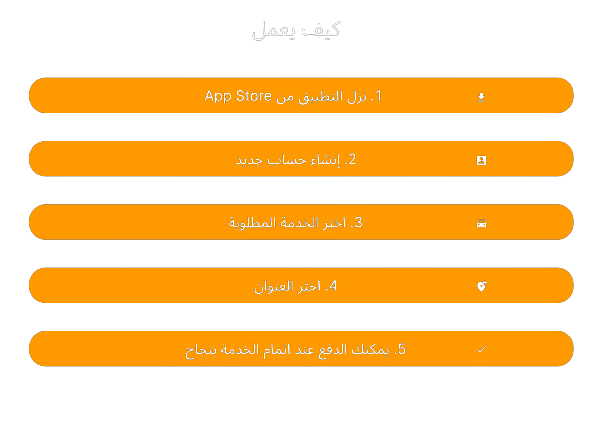 كيف يعمل
1. نزل التطبيق من App Store
2. إنشاء حساب جديد
3. اختر الخدمة المطلوبة
4. اختر العنوان
5. يمكنك الدفع عند اتمام الخدمة بنجاح